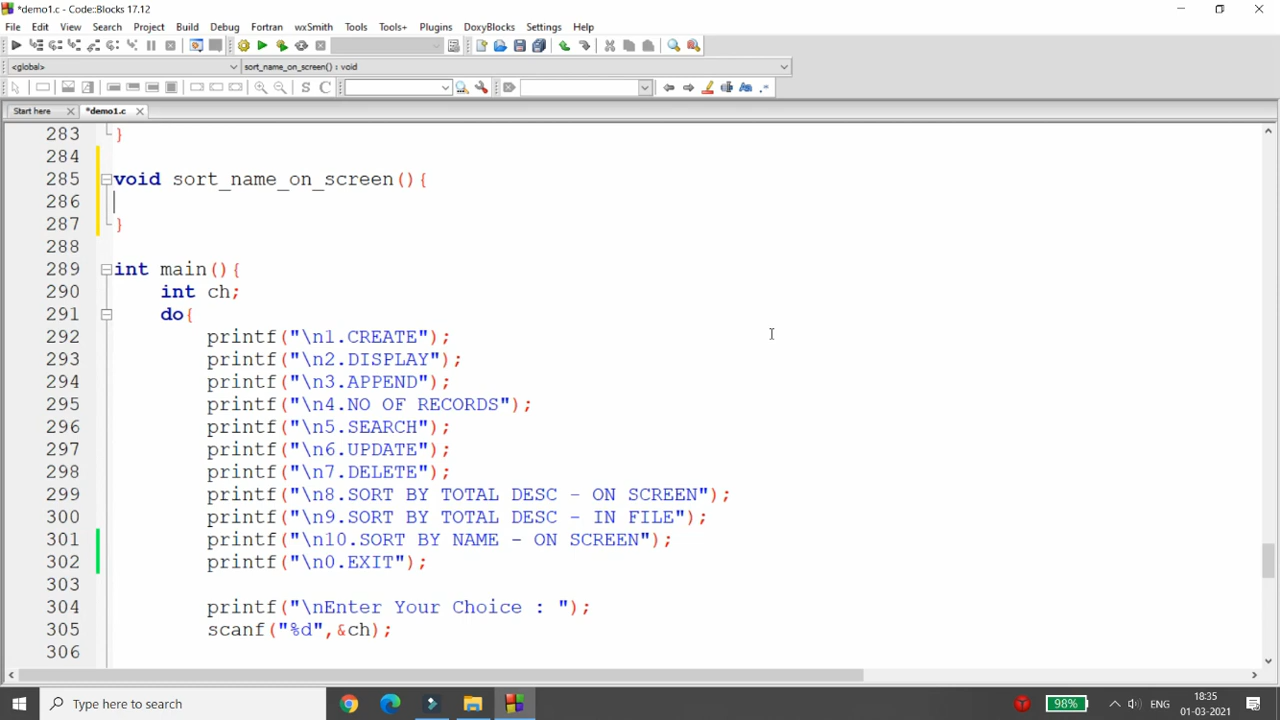 *demo1.c - Code::Blocks 17.12
File Edit View Search Project Build Debug Fortran wxSmith Tools Tools+ Plugins DoxyBlocks Settings Help
<global> sort_name_on_screen() : void
Start here *demo1.c
283 }
284
285 void sort_name_on_screen(){
286
287 }
288
289 int main(){
290 int ch;
291 do{
292 printf("\n1.CREATE");
293 printf("\n2.DISPLAY");
294 printf("\n3.APPEND");
295 printf("\n4.NO OF RECORDS");
296 printf("\n5.SEARCH");
297 printf("\n6.UPDATE");
298 printf("\n7.DELETE");
299 printf("\n8.SORT BY TOTAL DESC - ON SCREEN");
300 printf("\n9.SORT BY TOTAL DESC - IN FILE");
301 printf("\n10.SORT BY NAME - ON SCREEN");
302 printf("\n0.EXIT");
303
304 printf("\nEnter Your Choice : ");
305 scanf("%d",&ch);
306
Type here to search 98% ENG 18:35
01-03-2021